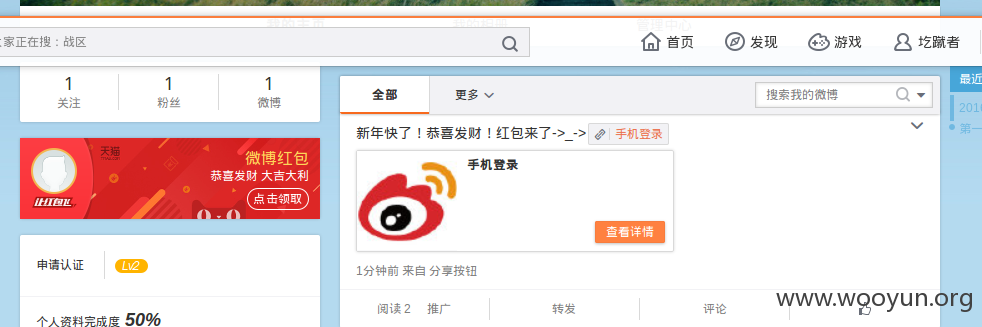 家正在搜：战区
首页
发现
游戏
圪蹴者
最近
1
1
1
关注
粉丝
微博
全部
更多
搜索我的微博
201
第一
新年快了！恭喜发财！红包来了->_->
手机登录
手机登录
查看详情
天猫
微博红包
恭喜发财 大吉大利
点击领取
让红包飞
1分钟前 来自 分享按钮
申请认证
Lv2
阅读 2
推广
转发
评论
个人资料完成度 50%
www.wooyun.org